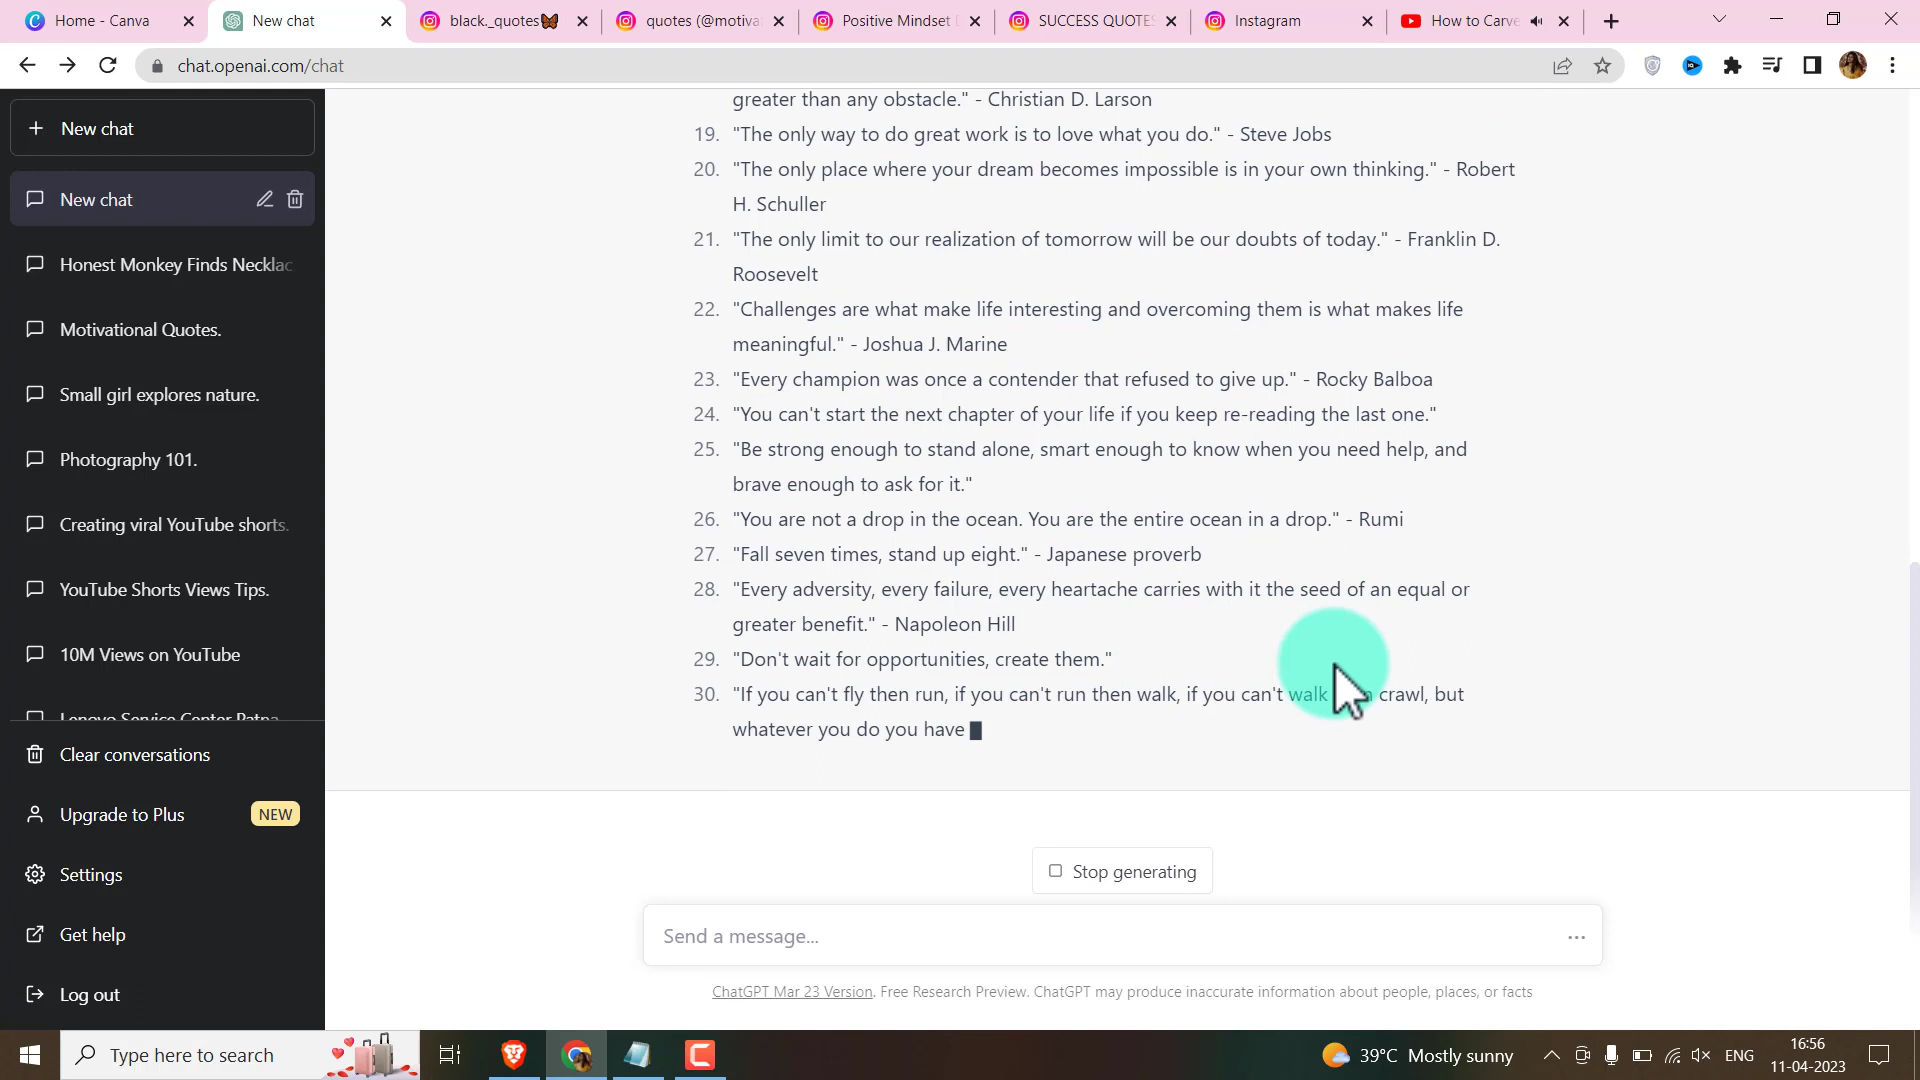 Home - Canva
New chat
black._quotes🦋
quotes (@motiva
Positive Mindset
SUCCESS QUOTES
Instagram
How to Carve
chat.openai.com/chat
New chat
New chat
Honest Monkey Finds Necklac
Motivational Quotes.
Small girl explores nature.
Photography 101.
Creating viral YouTube shorts.
YouTube Shorts Views Tips.
10M Views on YouTube
Lenovo Service Center Patna
Clear conversations
Upgrade to Plus NEW
Settings
Get help
Log out
greater than any obstacle." - Christian D. Larson
19. "The only way to do great work is to love what you do." - Steve Jobs
20. "The only place where your dream becomes impossible is in your own thinking." - Robert
H. Schuller
21. "The only limit to our realization of tomorrow will be our doubts of today." - Franklin D.
Roosevelt
22. "Challenges are what make life interesting and overcoming them is what makes life
meaningful." - Joshua J. Marine
23. "Every champion was once a contender that refused to give up." - Rocky Balboa
24. "You can't start the next chapter of your life if you keep re-reading the last one."
25. "Be strong enough to stand alone, smart enough to know when you need help, and
brave enough to ask for it."
26. "You are not a drop in the ocean. You are the entire ocean in a drop." - Rumi
27. "Fall seven times, stand up eight." - Japanese proverb
28. "Every adversity, every failure, every heartache carries with it the seed of an equal or
greater benefit." - Napoleon Hill
29. "Don't wait for opportunities, create them."
30. "If you can't fly then run, if you can't run then walk, if you can't walk crawl, but
whatever you do you have
Stop generating
Send a message...
ChatGPT Mar 23 Version. Free Research Preview. ChatGPT may produce inaccurate information about people, places, or facts
Type here to search
39°C Mostly sunny
ENG
16:56
11-04-2023